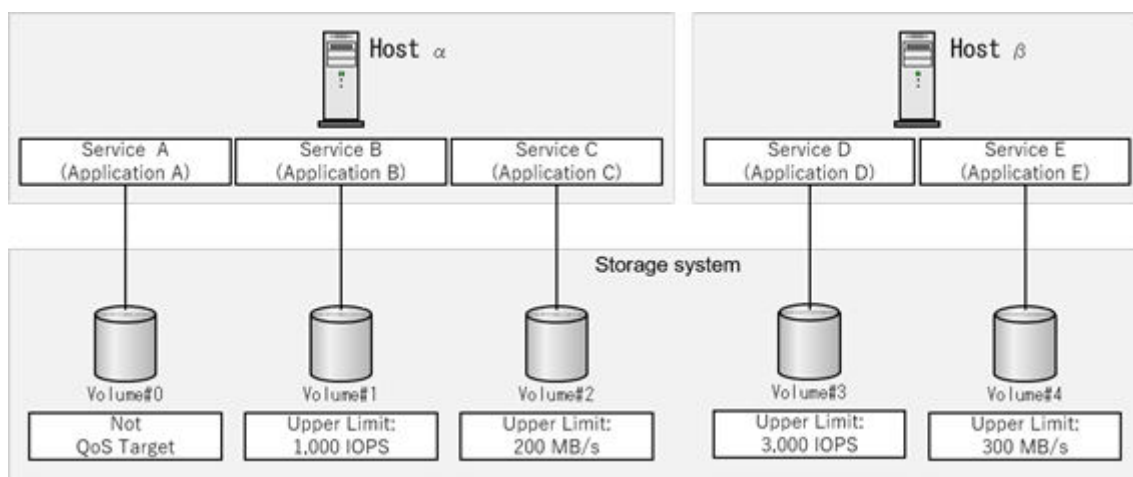 Host α
Host β
Service A
(Application A)
Service B
(Application B)
Service C
(Application C)
Service D
(Application D)
Service E
(Application E)
Storage system
Volume#0
Volume#1
Volume#2
Volume#3
Volume#4
Not
QoS Target
Upper Limit:
1,000 IOPS
Upper Limit:
200 MB/s
Upper Limit:
3,000 IOPS
Upper Limit:
300 MB/s